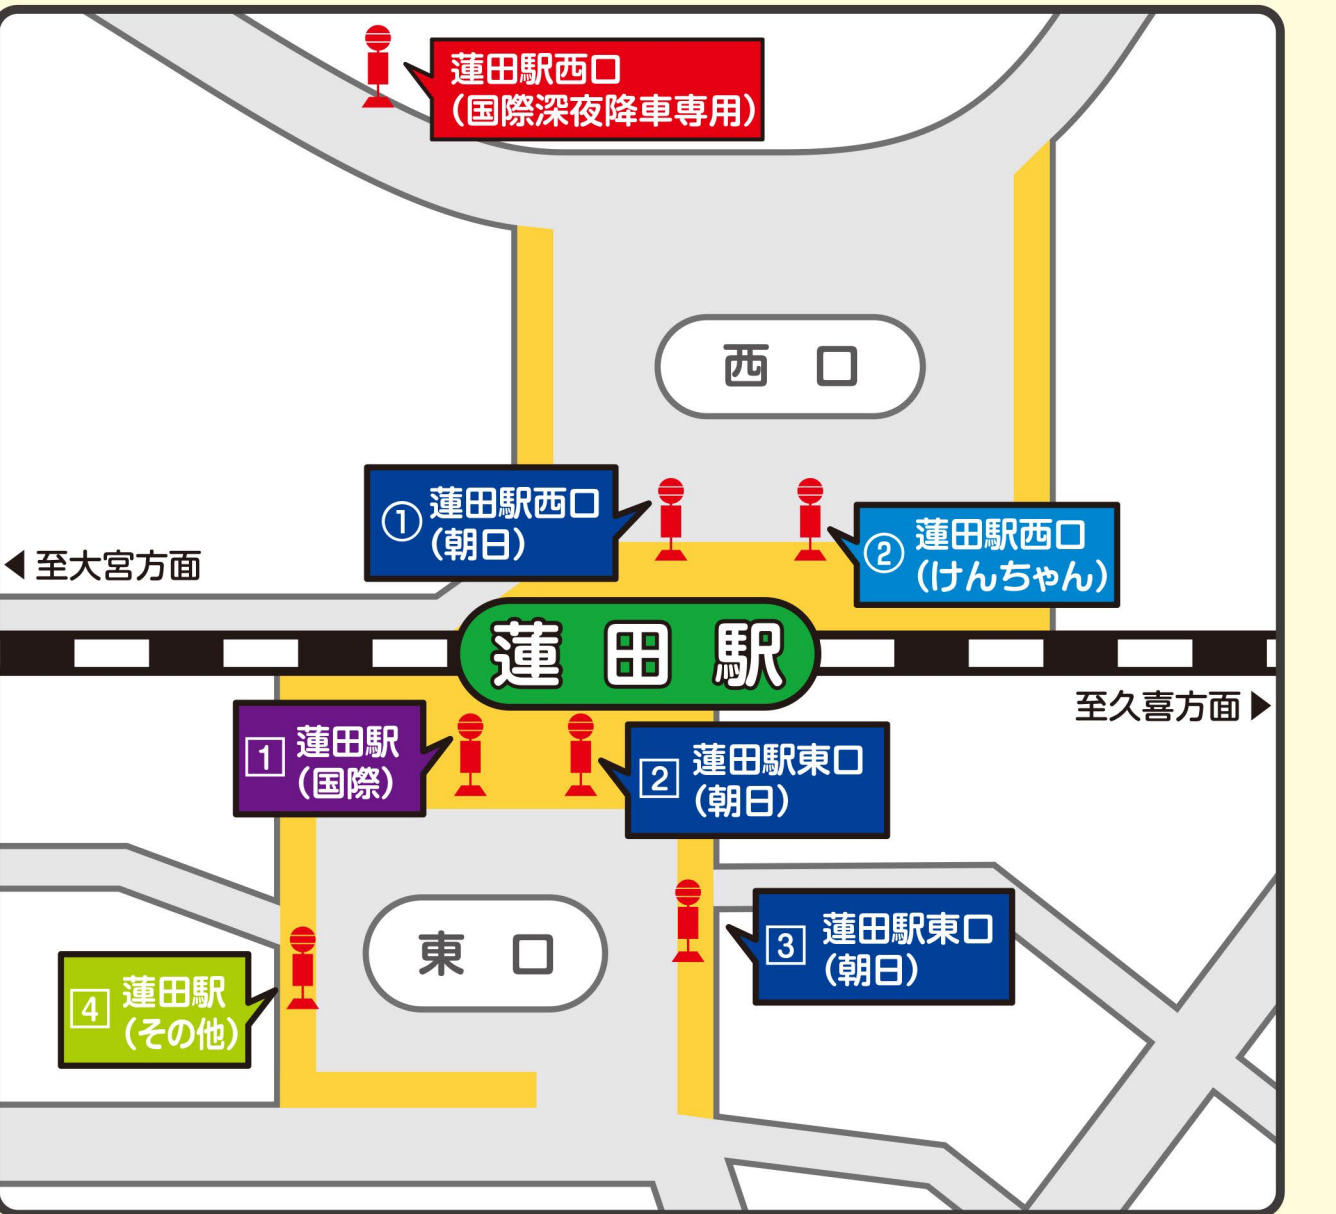 蓮田駅西口
（国際深夜降車専用）
西口
① 蓮田駅西口
（朝日）
② 蓮田駅西口
（けんちゃん）
◀ 至大宮方面
蓮田駅
至久喜方面 ▶
1 蓮田駅
（国際）
2 蓮田駅東口
（朝日）
3 蓮田駅東口
（朝日）
東口
4 蓮田駅
（その他）